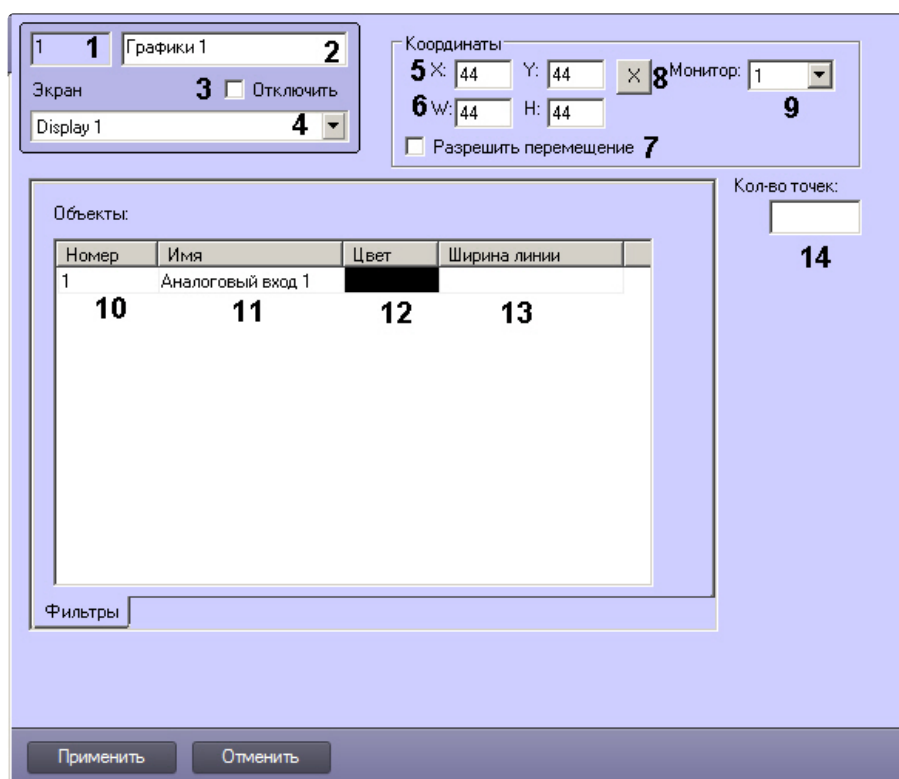 1 1 Графики 1 2
Координаты
5 X: 44 Y: 44 X 8 Монитор: 1
Экран 3 Отключить
6 W: 44 H: 44 9
Display 1 4
Разрешить перемещение 7
Кол-во точек:
14
Объекты:
Номер Имя Цвет Ширина линии
1 Аналоговый вход 1
10 11 12 13
Фильтры
Применить Отменить